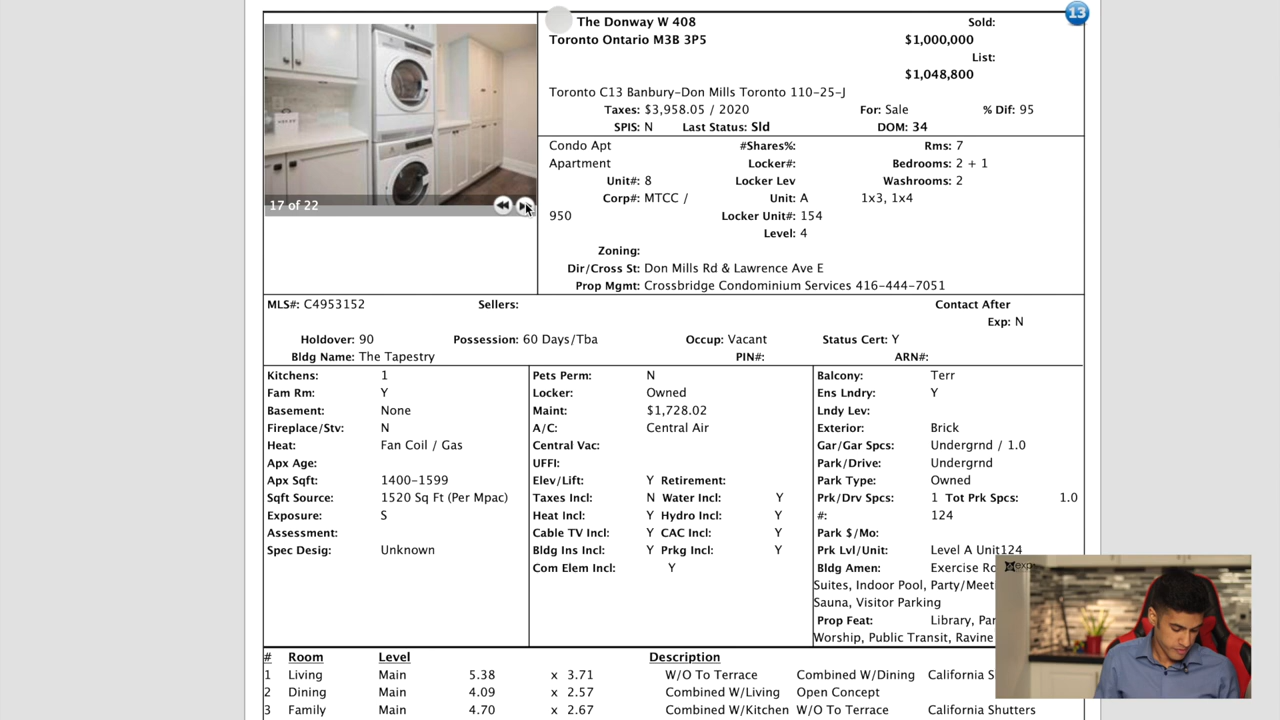 13
The Donway W 408 Sold:
Toronto Ontario M3B 3P5 $1,000,000
List:
$1,048,800
Toronto C13 Banbury-Don Mills Toronto 110-25-J
Taxes: $3,958.05 / 2020 For: Sale % Dif: 95
SPIS: N Last Status: Sld DOM: 34
Condo Apt #Shares%: Rms: 7
Apartment Locker#: Bedrooms: 2 + 1
Unit#: 8 Locker Lev Washrooms: 2
Corp#: MTCC / Unit: A 1x3, 1x4
17 of 22
950 Locker Unit#: 154
Level: 4
Zoning:
Dir/Cross St: Don Mills Rd & Lawrence Ave E
Prop Mgmt: Crossbridge Condominium Services 416-444-7051
MLS#: C4953152 Sellers: Contact After
Exp: N
Holdover: 90 Possession: 60 Days/Tba Occup: Vacant Status Cert: Y
Bldg Name: The Tapestry PIN#: ARN#:
Kitchens: 1 Pets Perm: N Balcony: Terr
Fam Rm: Y Locker: Owned Ens Lndry: Y
Basement: None Maint: $1,728.02 Lndy Lev:
Fireplace/Stv: N A/C: Central Air Exterior: Brick
Heat: Fan Coil / Gas Central Vac: Gar/Gar Spcs: Undergrnd / 1.0
Apx Age: UFFI: Park/Drive: Undergrnd
Apx Sqft: 1400-1599 Elev/Lift: Y Retirement: Park Type: Owned
Sqft Source: 1520 Sq Ft (Per Mpac) Taxes Incl: N Water Incl: Y Prk/Drv Spcs: 1 Tot Prk Spcs: 1.0
Exposure: S Heat Incl: Y Hydro Incl: Y #: 124
Assessment: Cable TV Incl: Y CAC Incl: Y Park $/Mo:
Spec Desig: Unknown Bldg Ins Incl: Y Prkg Incl: Y Prk Lvl/Unit: Level A Unit124
Com Elem Incl: Y Bldg Amen: Exercise
Suites, Indoor Pool,
Sauna, Visitor Parking
Prop Feat: Library,
Worship, Public Transit, Ravine
exp
# Room Level Description
1 Living Main 5.38 x 3.71 W/O To Terrace Combined W/Dining California
2 Dining Main 4.09 x 2.57 Combined W/Living Open Concept
3 Family Main 4.70 x 2.67 Combined W/Kitchen W/O To Terrace California Shutters